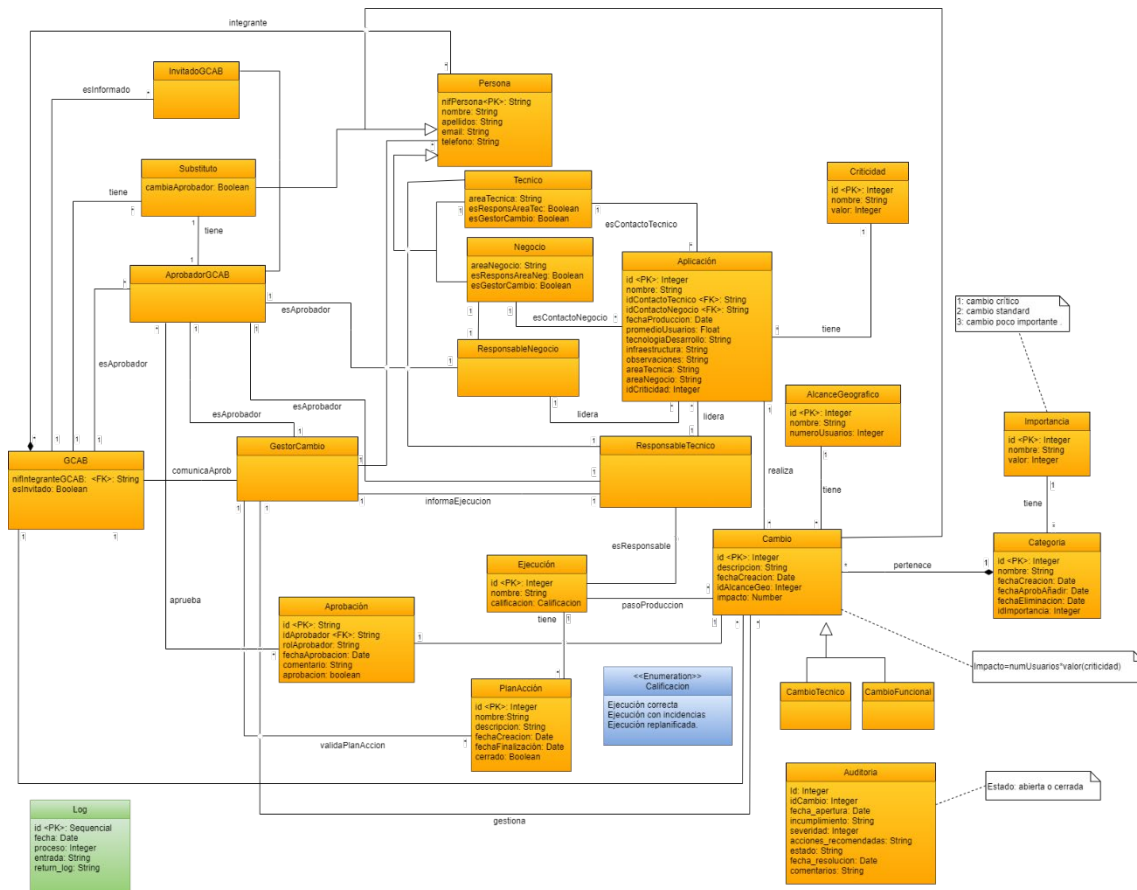 integrante
InvitadoGCAB
esInformado
Persona
nifPersona<PK>: String
nombre: String
apellidos: String
email: String
telefono: String
Substituto
cambiaAprobador: Boolean
tiene
tiene
Tecnico
areaTecnica: String
esResponsAreaTec: Boolean
esGestorCambio: Boolean
esContactoTecnico
Criticidad
id <PK>: Integer
nombre: String
valor: Integer
Negocio
areaNegocio: String
esResponsAreaNeg: Boolean
esGestorCambio: Boolean
esContactoNegocio
Aplicación
id <PK>: Integer
nombre: String
idContactoTecnico <FK>: String
idContactoNegocio <FK>: String
fechaProduccion: Date
promedioUsuarios: Float
tecnologiaDesarrollo: String
infraestructura: String
observaciones: String
areaTecnica: String
areaNegocio: String
idCriticidad: Integer
tiene
AprobadorGCAB
esAprobador
esAprobador
esAprobador
esAprobador
ResponsableNegocio
lidera
lidera
1: cambio crítico
2: cambio standard
3: cambio poco importante .
AlcanceGeografico
id <PK>: Integer
nombre: String
numeroUsuarios: Integer
Importancia
id <PK>: Integer
nombre: String
valor: Integer
GCAB
nifIntegranteGCAB: <FK>: String
esInvitado: Boolean
comunicaAprob
GestorCambio
informaEjecucion
ResponsableTecnico
realiza
tiene
tiene
esResponsable
Cambio
id <PK>: Integer
descripcion: String
fechaCreacion: Date
idAlcanceGeo: Integer
impacto: Number
pertenece
Categoria
id <PK>: Integer
nombre: String
fechaCreacion: Date
fechaAprobAñadir: Date
fechaEliminacion: Date
idImportancia: Integer
Ejecución
id <PK>: Integer
nombre: String
calificacion: Calificacion
pasoProduccion
tiene
aprueba
Aprobación
id <PK>: String
idAprobador <FK>: String
rolAprobador: String
fechaAprobacion: Date
comentario: String
aprobacion: boolean
PlanAcción
id <PK>: Integer
nombre:String
descripcion: String
fechaCreacion: Date
fechaFinalización: Date
cerrado: Boolean
validaPlanAccion
<<Enumeration>>
Calificacion
Ejecución correcta
Ejecución con incidencias
Ejecución replanificada.
CambioTecnico
CambioFuncional
Impacto=numUsuarios*valor(criticidad)
Auditoria
Id: Integer
idCambio: Integer
fecha_apertura: Date
incumplimiento: String
severidad: Integer
acciones_recomendadas: String
estado: String
fecha_resolucion: Date
comentarios: String
Estado: abierta o cerrada
gestiona
Log
id <PK>: Sequencial
fecha: Date
proceso: Integer
entrada: String
return_log: String